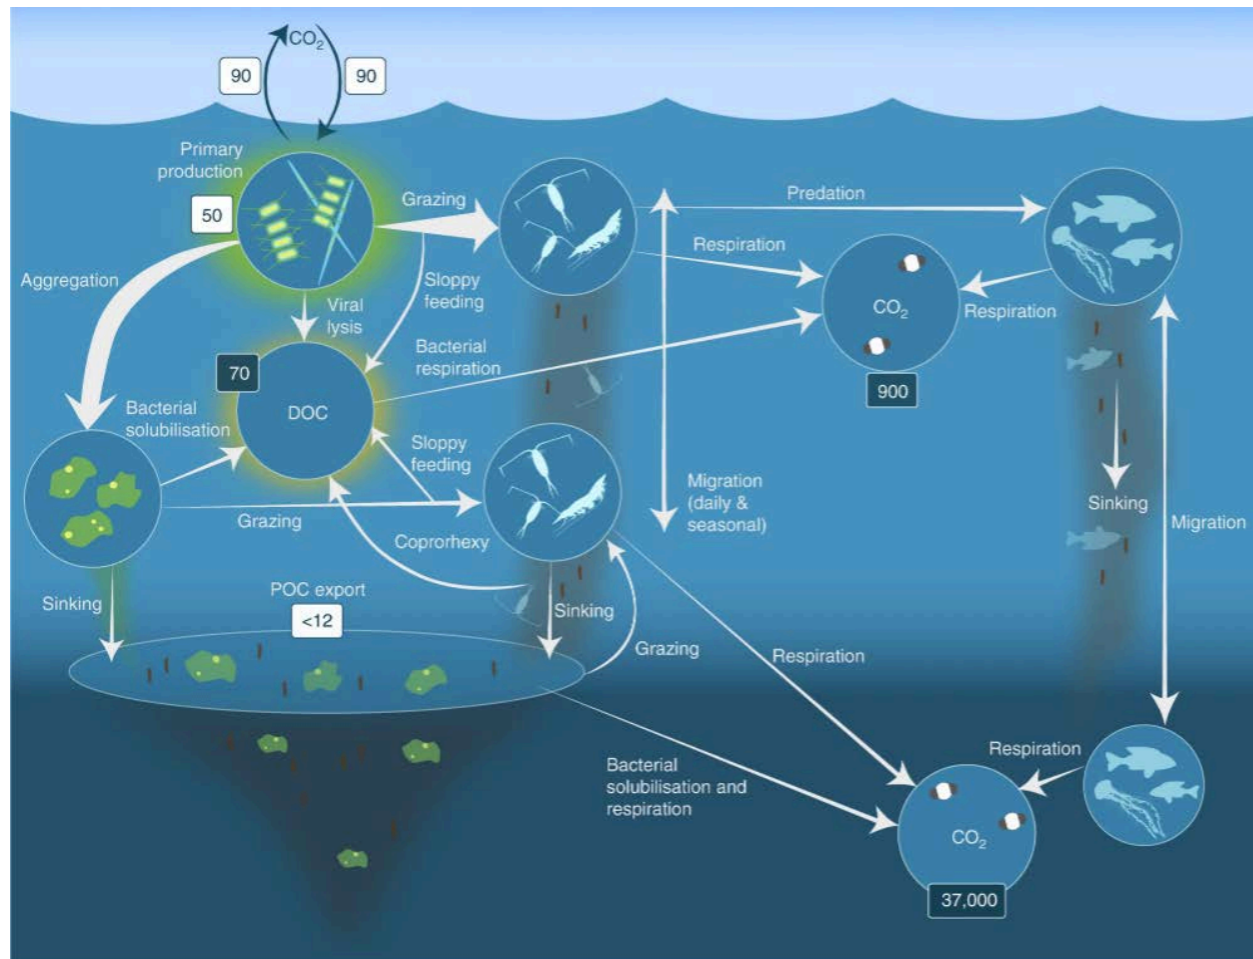 CO₂
90
90
Primary
production
50
Grazing
Predation
Respiration
Sloppy
feeding
Aggregation
Viral
lysis
CO₂
Respiration
Bacterial
respiration
70
900
DOC
Bacterial
solubilisation
Sloppy
feeding
Migration
(daily &
seasonal)
Sinking
Migration
Grazing
Coprorhexy
POC export
<12
Sinking
Sinking
Grazing
Respiration
Respiration
Bacterial
solubilisation and
respiration
CO₂
37,000